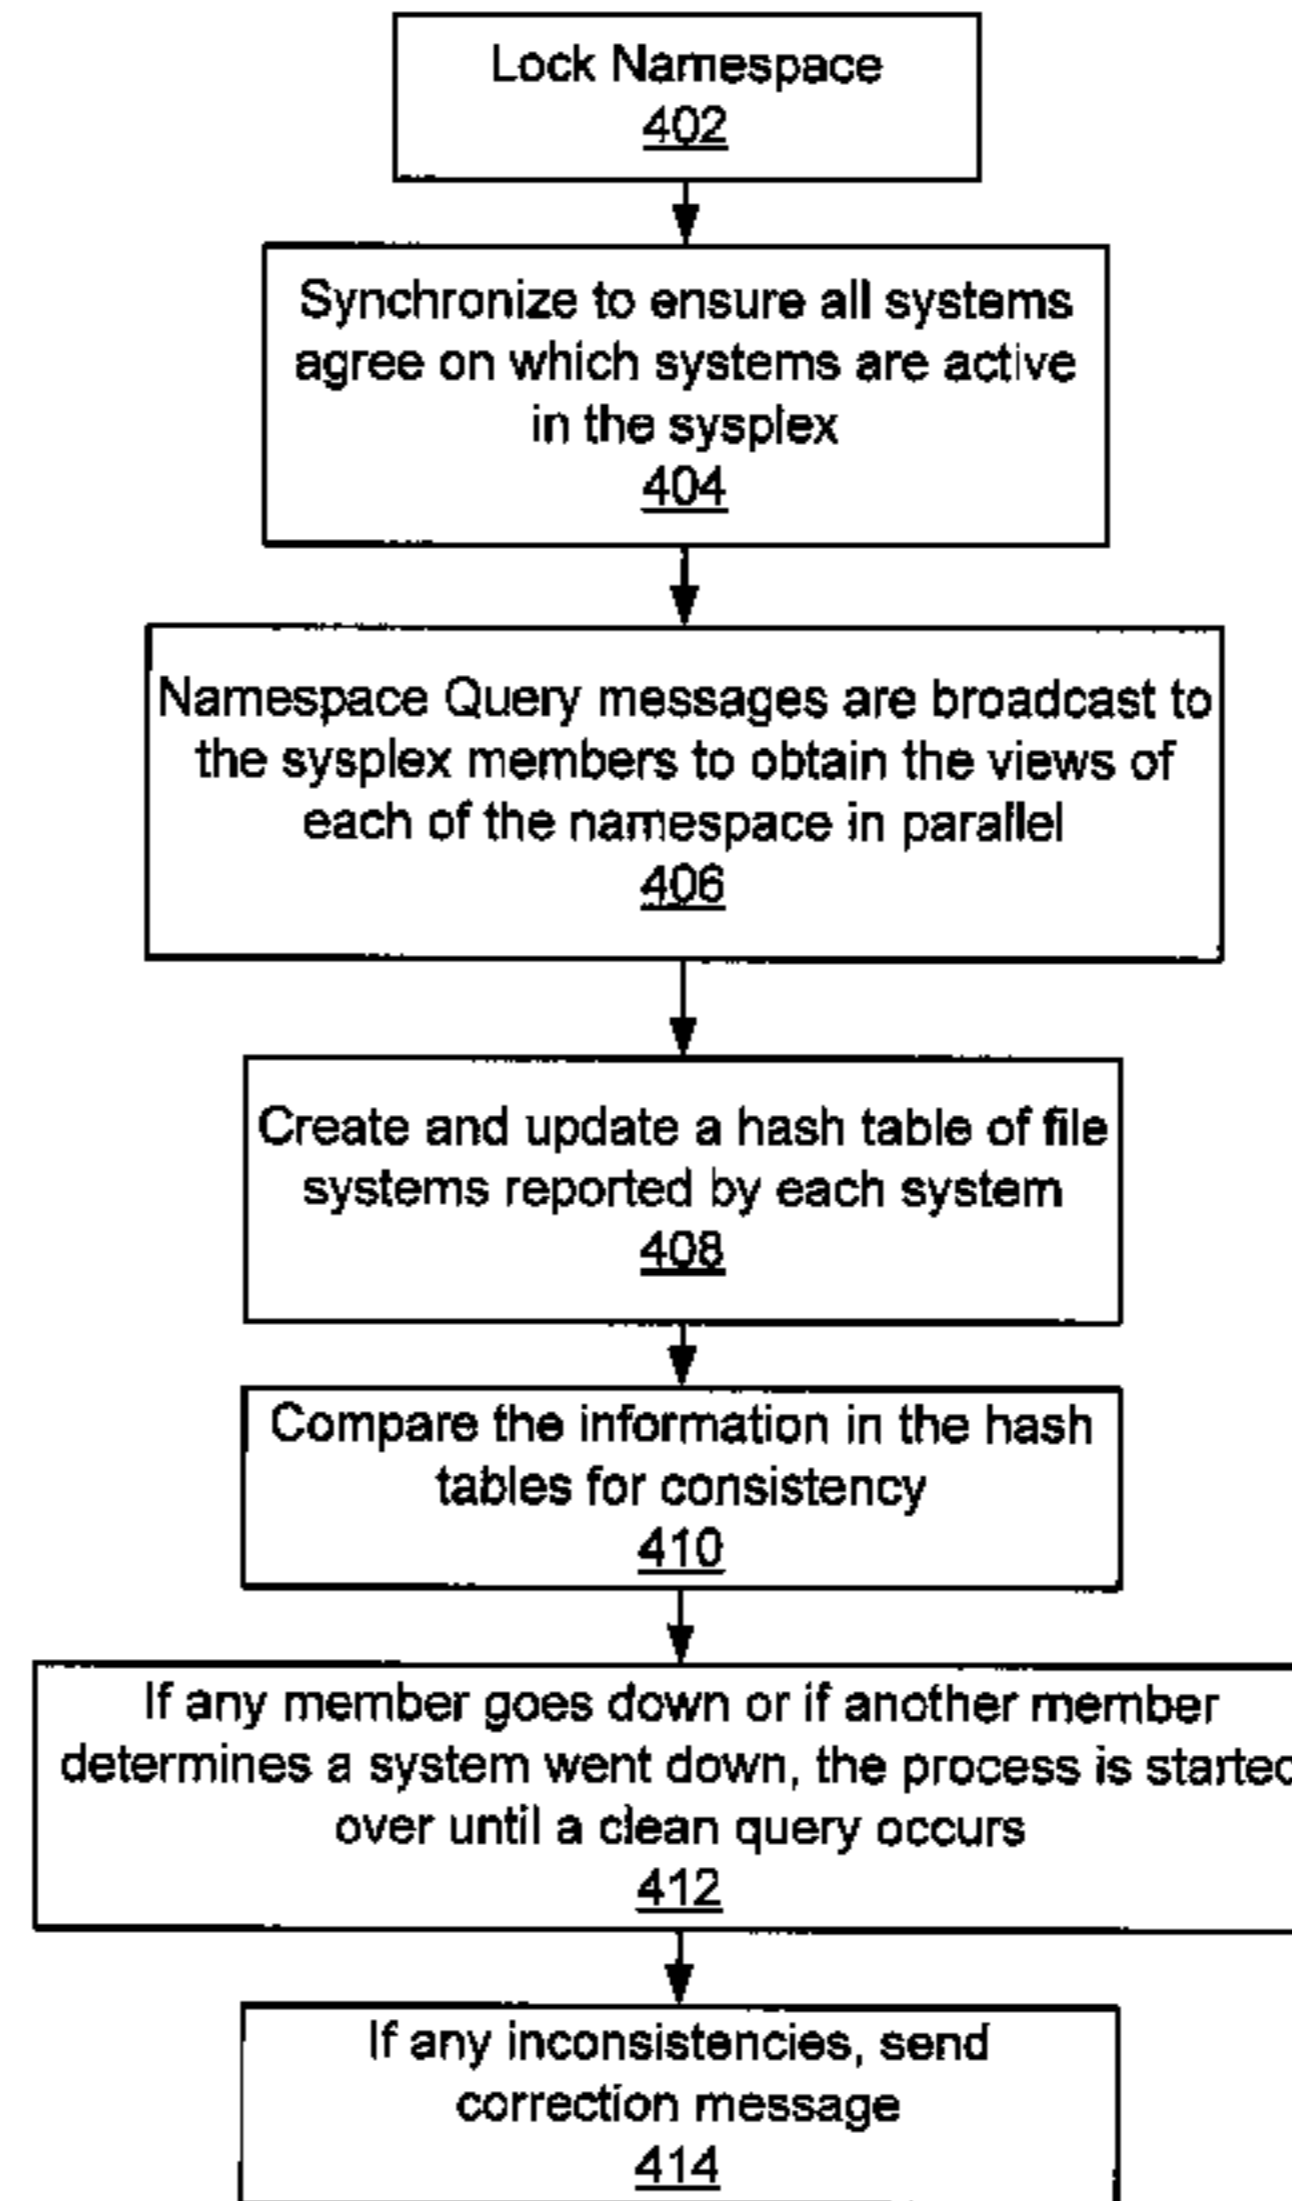 Lock Namespace
402
Synchronize to ensure all systems
agree on which systems are active
in the sysplex
404
Namespace Query messages are broadcast to
the sysplex members to obtain the views of
each of the namespace in parallel
406
Create and update a hash table of file
systems reported by each system
408
Compare the information in the hash
tables for consistency
410
If any member goes down or if another member
determines a system went down, the process is started
over until a clean query occurs
412
If any inconsistencies, send
correction message
414